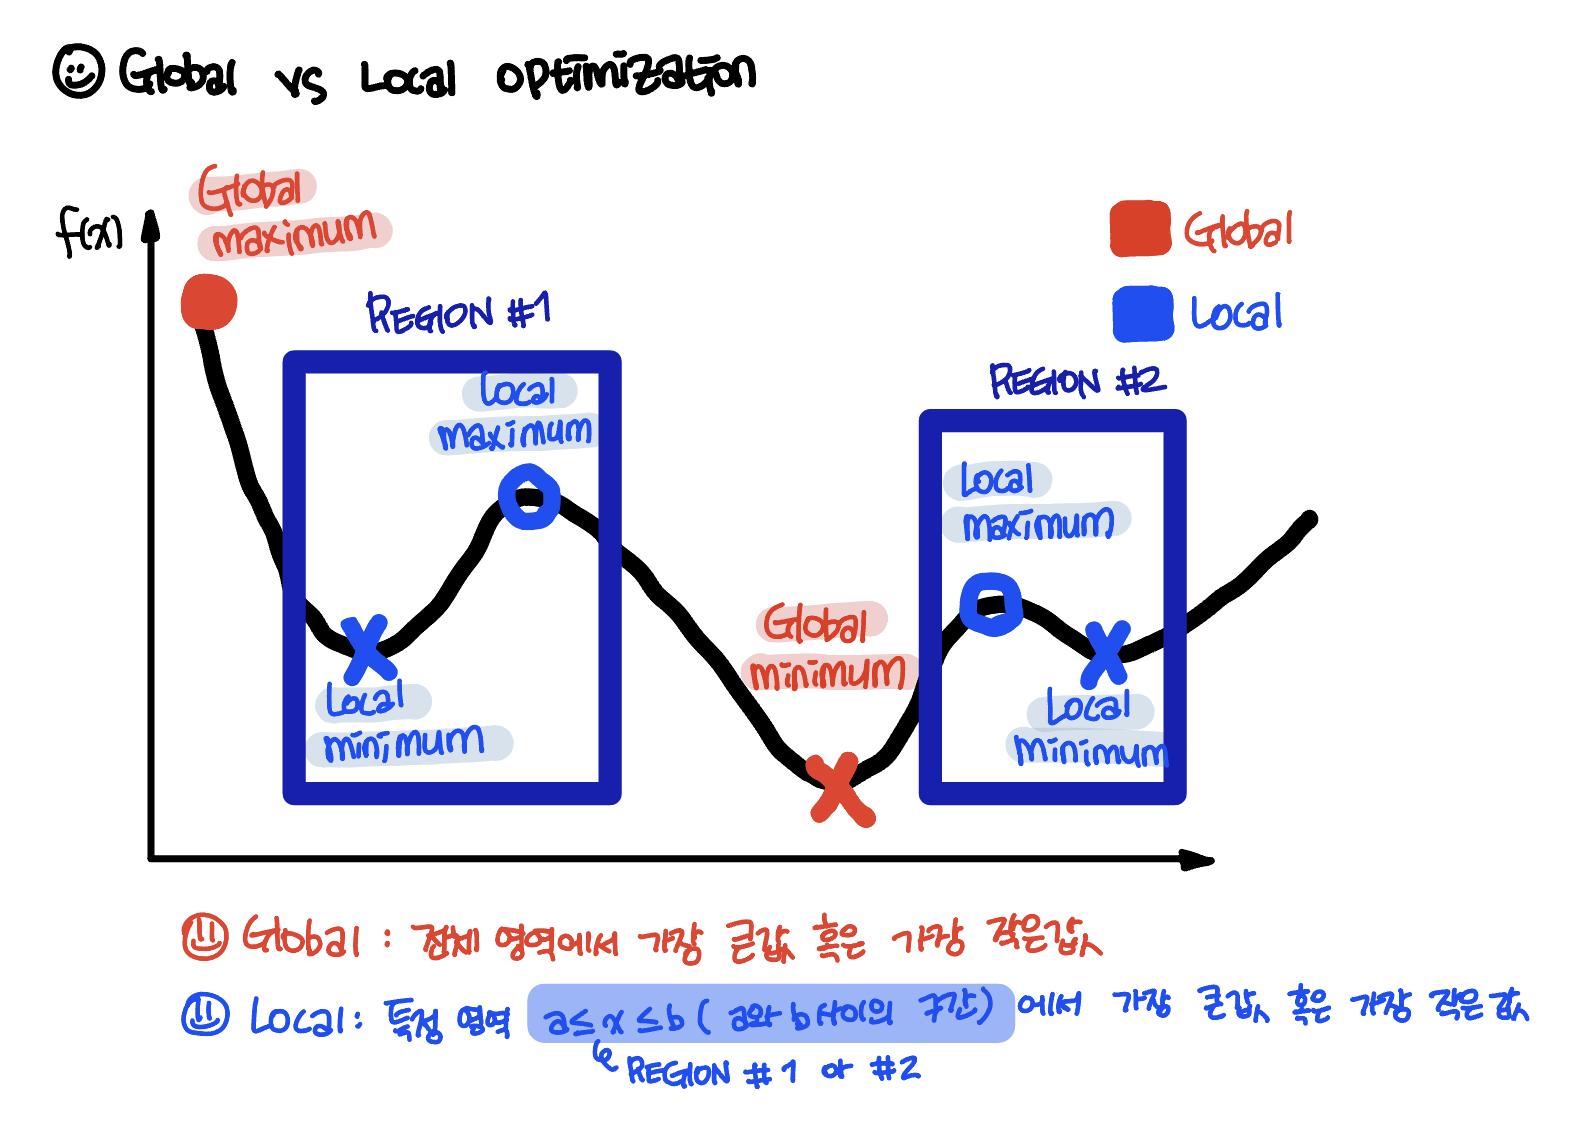 Global vs Local optimization
Global
maximum
f(x)
Global
Local
REGION #1
REGION #2
Local
maximum
Local
maximum
Global
minimum
Local
minimum
Local
minimum
Global : 전체 영역에서 가장 큰값 혹은 가장 작은값
Local : 특정 영역 a≤x≤b ( a와 b사이의 구간) 에서 가장 큰값 혹은 가장 작은 값
REGION #1 or #2